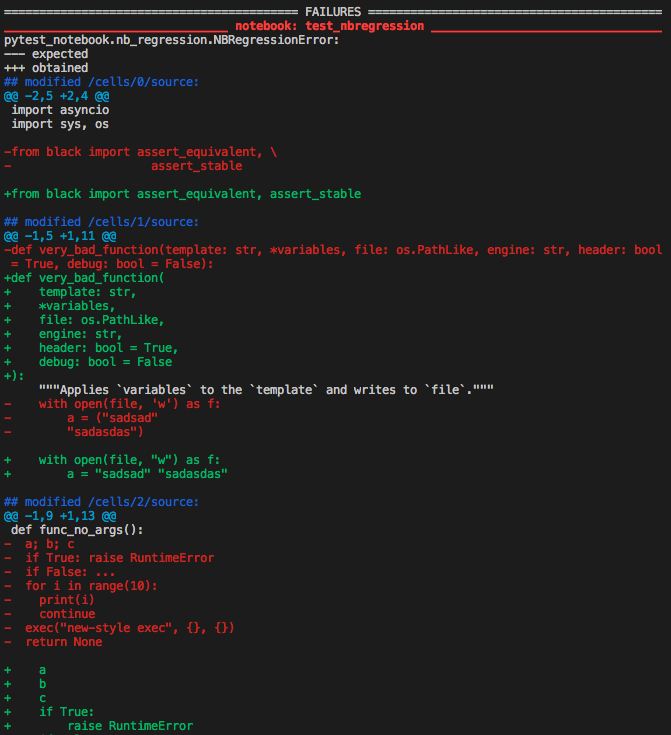 ========================================== FAILURES ==========================================
________________________________ notebook: test_nbregression _____________________________________
pytest_notebook.nb_regression.NBRegressionError:
--- expected
+++ obtained
## modified /cells/0/source:
@@ -2,5 +2,4 @@
 import asyncio
 import sys, os

-from black import assert_equivalent, \
-                    assert_stable

+from black import assert_equivalent, assert_stable

## modified /cells/1/source:
@@ -1,5 +1,11 @@
-def very_bad_function(template: str, *variables, file: os.PathLike, engine: str, header: bool
 = True, debug: bool = False):
+def very_bad_function(
+    template: str,
+    *variables,
+    file: os.PathLike,
+    engine: str,
+    header: bool = True,
+    debug: bool = False
+):
     """Applies `variables` to the `template` and writes to `file`."""
-    with open(file, 'w') as f:
-        a = ("sadsad"
-        "sadasdas")

+    with open(file, "w") as f:
+        a = "sadsad" "sadasdas"

## modified /cells/2/source:
@@ -1,9 +1,13 @@
 def func_no_args():
-  a; b; c
-  if True: raise RuntimeError
-  if False: ...
-  for i in range(10):
-    print(i)
-    continue
-  exec("new-style exec", {}, {})
-  return None

+    a
+    b
+    c
+    if True:
+        raise RuntimeError